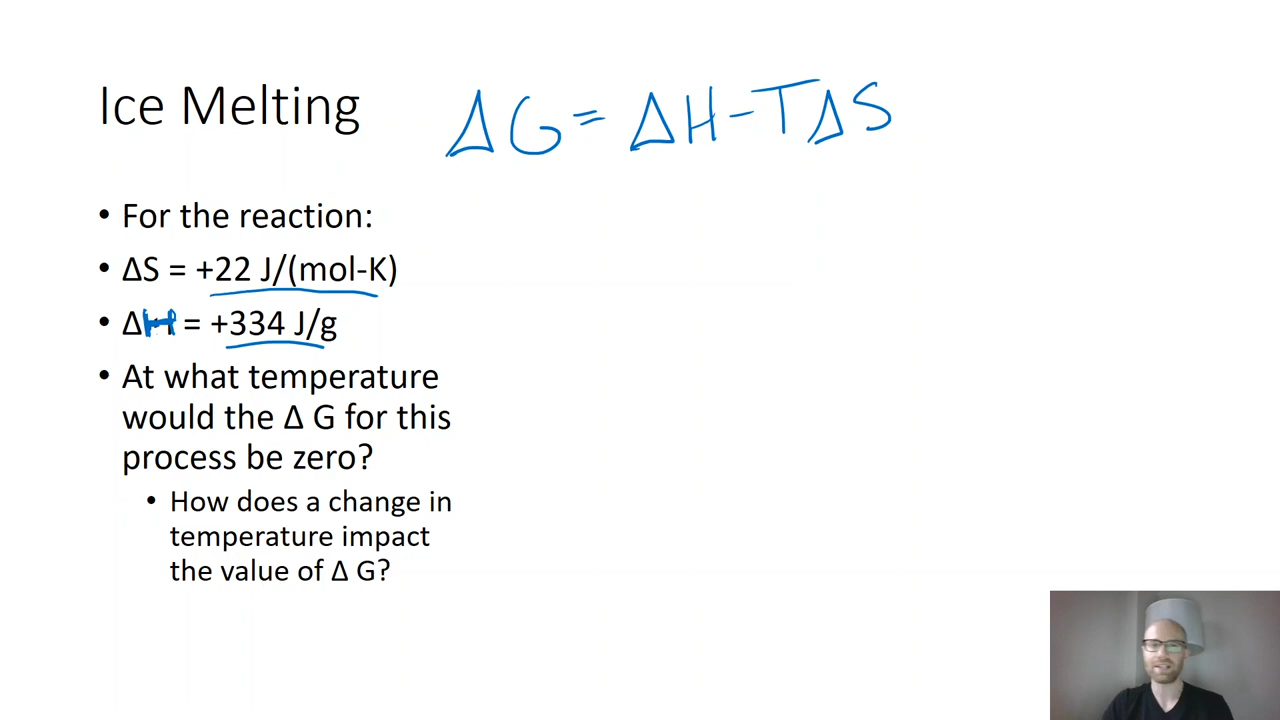 Ice Melting
ΔG = ΔH - TΔS
• For the reaction:
• ΔS = +22 J/(mol-K)
• ΔH = +334 J/g
• At what temperature
would the Δ G for this
process be zero?
• How does a change in
temperature impact
the value of Δ G?